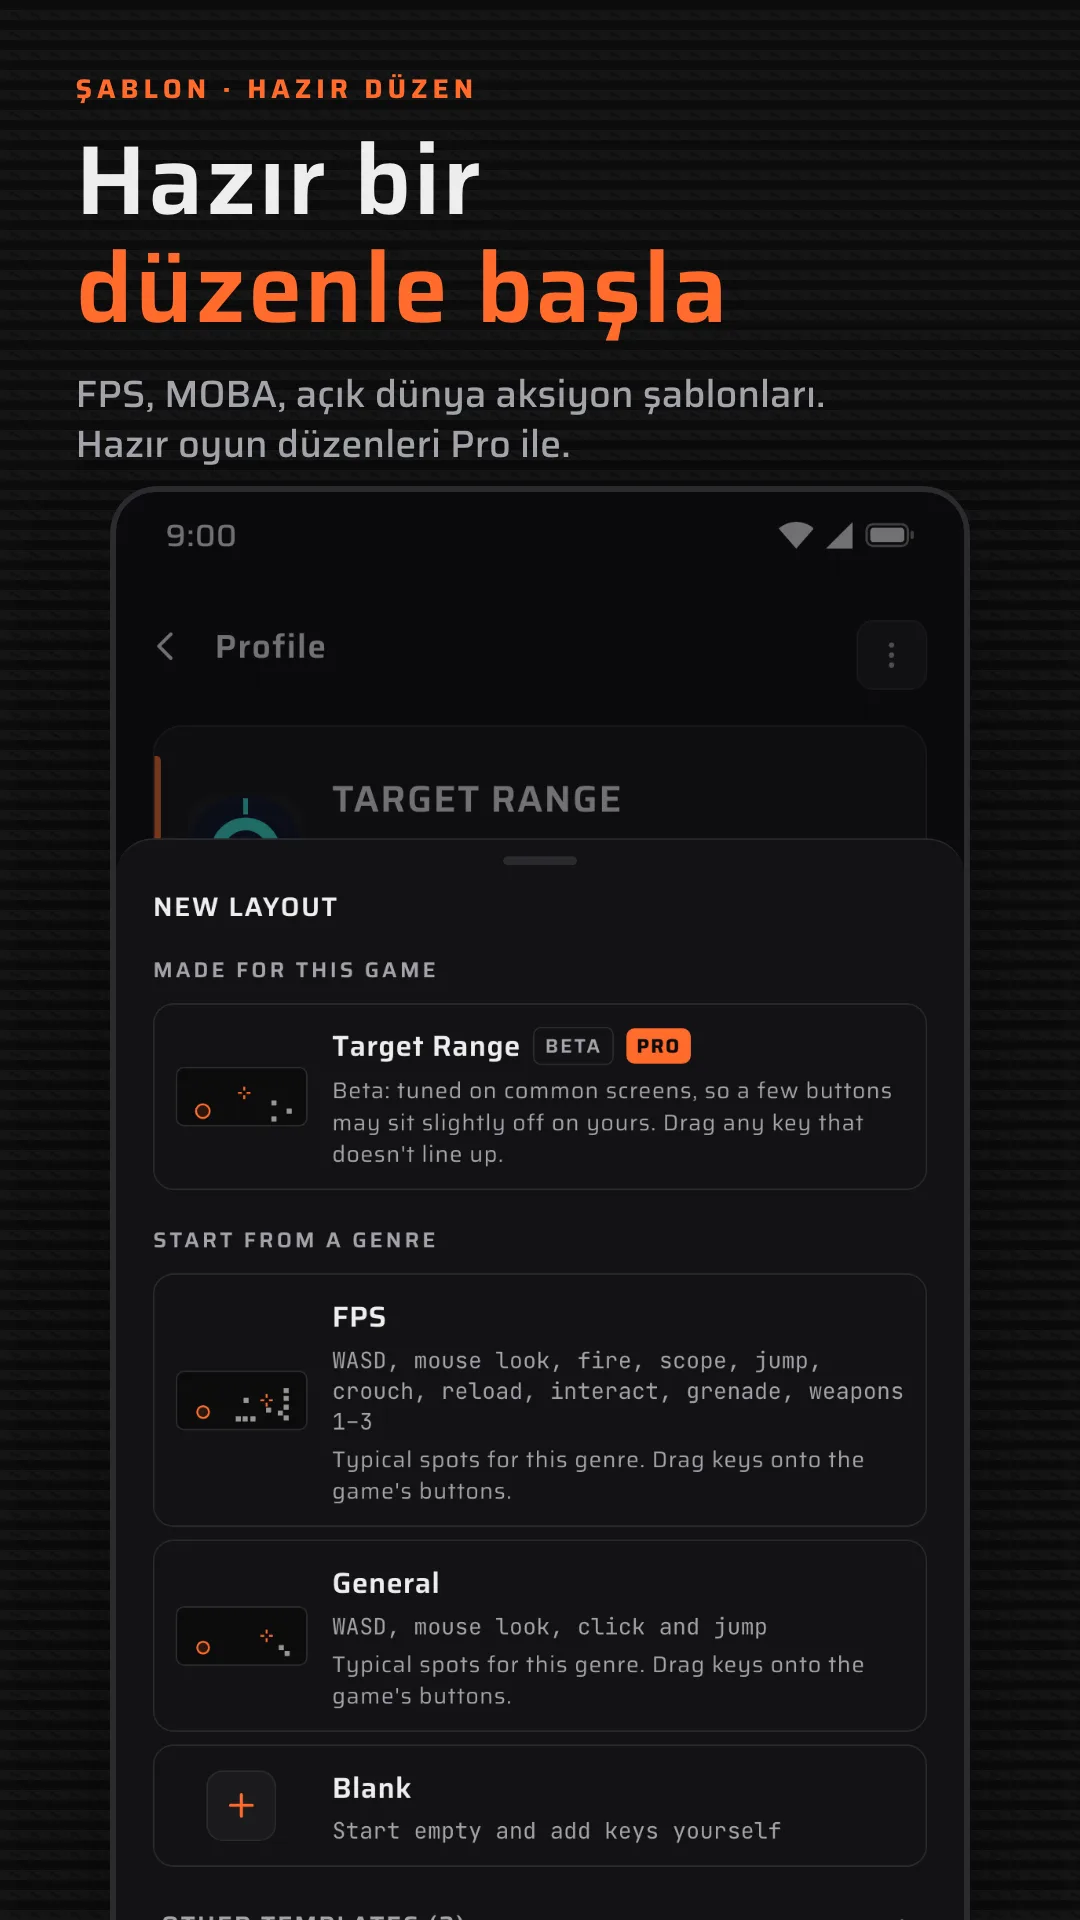 ŞABLON · HAZIR DÜZEN
Hazır bir
düzenle başla
FPS, MOBA, açık dünya aksiyon şablonları.
Hazır oyun düzenleri Pro ile.
9:00
Profile
TARGET RANGE
NEW LAYOUT
MADE FOR THIS GAME
Target Range BETA PRO
Beta: tuned on common screens, so a few buttons
may sit slightly off on yours. Drag any key that
doesn't line up.
START FROM A GENRE
FPS
WASD, mouse look, fire, scope, jump,
crouch, reload, interact, grenade, weapons
1–3
Typical spots for this genre. Drag keys onto the
game's buttons.
General
WASD, mouse look, click and jump
Typical spots for this genre. Drag keys onto the
game's buttons.
Blank
Start empty and add keys yourself
OTHER TEMPLATES